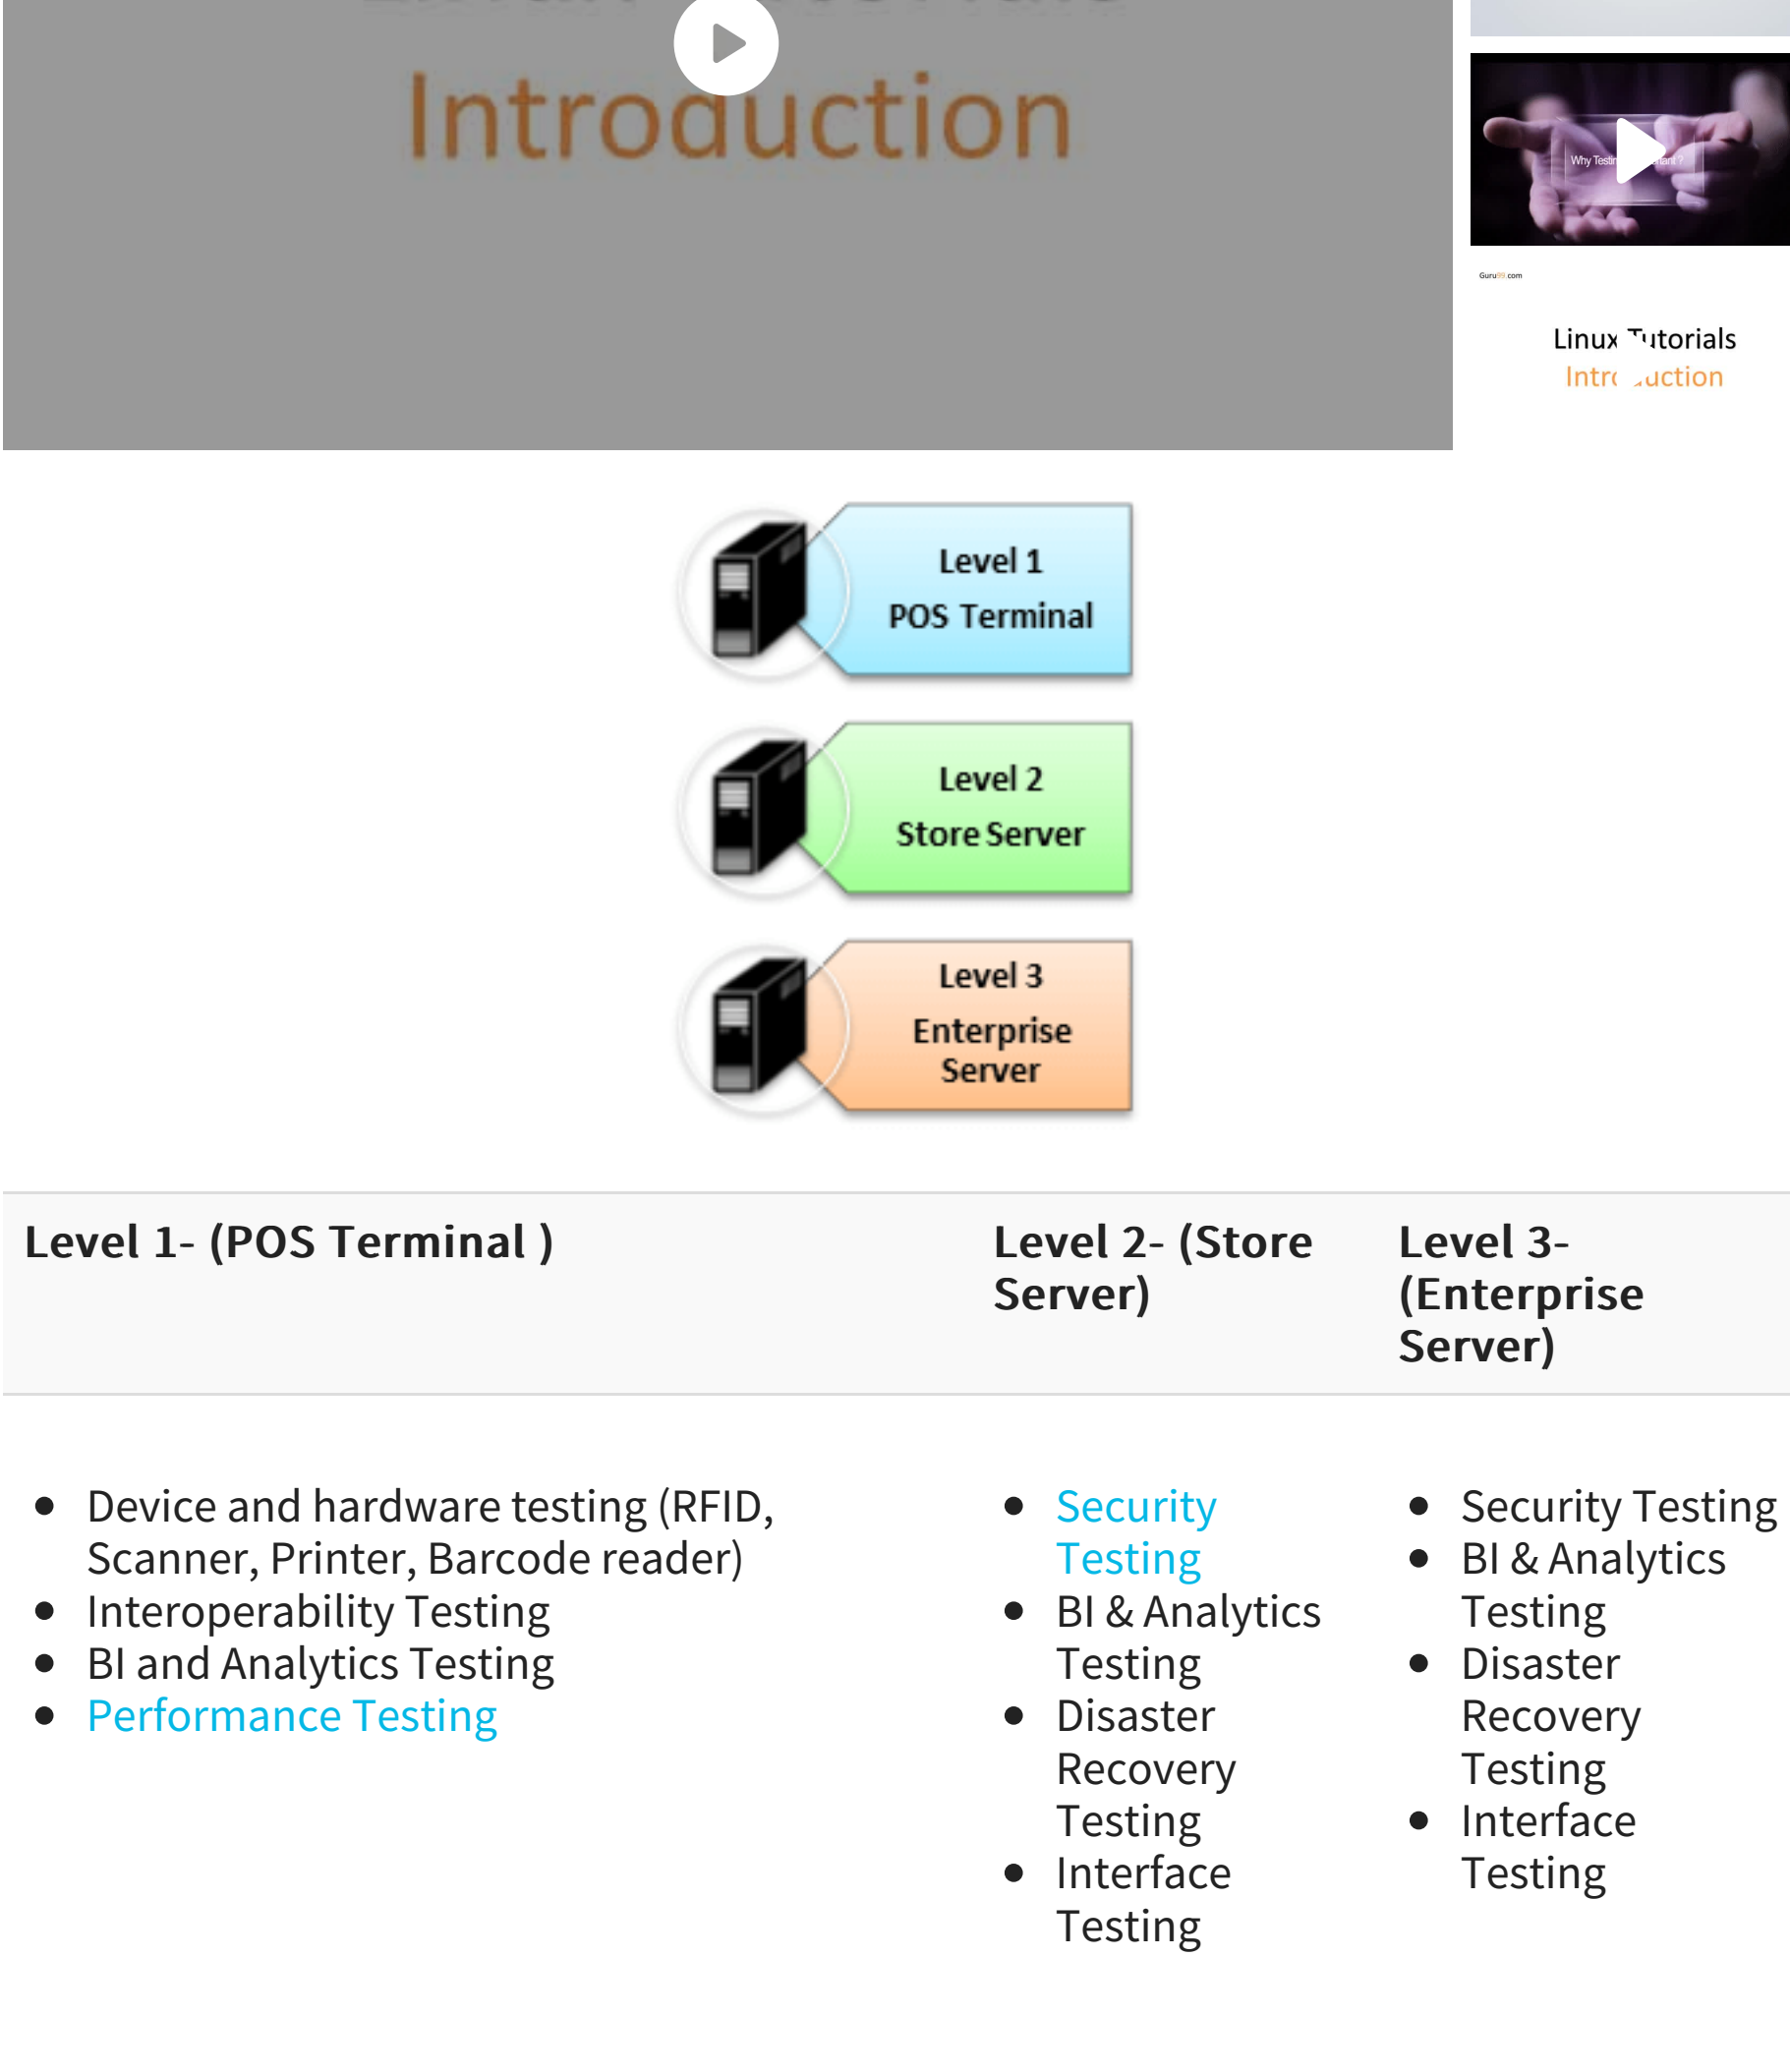 Introduction
Guru99.com
Linux Tutorials
Level 1
POS Terminal
Level 2
Store Server
Level 3
Enterprise
Server
Level 1- (POS Terminal )
Level 2- (Store
Server)
Level 3-
(Enterprise
Server)
Device and hardware testing (RFID,
Scanner, Printer, Barcode reader)
Interoperability Testing
BI and Analytics Testing
Performance Testing
Security
Testing
BI & Analytics
Testing
Disaster
Recovery
Testing
Interface
Testing
Security Testing
BI & Analytics
Testing
Disaster
Recovery
Testing
Interface
Testing